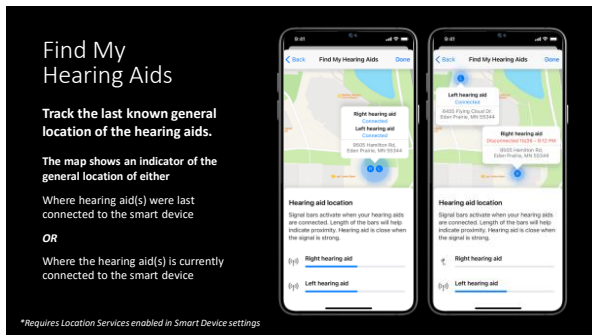 Find My
Hearing Aids
Track the last known general
location of the hearing aids.
The map shows an indicator of the
general location of either
Where hearing aid(s) were last
connected to the smart device
OR
Where the hearing aid(s) is currently
connected to the smart device
*Requires Location Services enabled in Smart Device settings
9:41
Back Find My Hearing Aids Done
Right hearing aid
Connected
Left hearing aid
Connected
9605 Hamilton Rd,
Eden Prairie, MN 55344
R L
Hearing aid location
Signal bars activate when your hearing aids
are connected. Length of the bars will help
indicate proximity. Hearing aid is close when
the signal is strong.
Right hearing aid
Left hearing aid
9:41
Back Find My Hearing Aids Done
L
Left hearing aid
Connected
6455 Flying Cloud Dr.
Eden Prairie, MN 55344
Right hearing aid
6600 Hamilton Rd,
Eden Prairie, MN 55344
R
Hearing aid location
Signal bars activate when your hearing aids
are connected. Length of the bars will help
indicate proximity. Hearing aid is close when
the signal is strong.
Right hearing aid
Left hearing aid